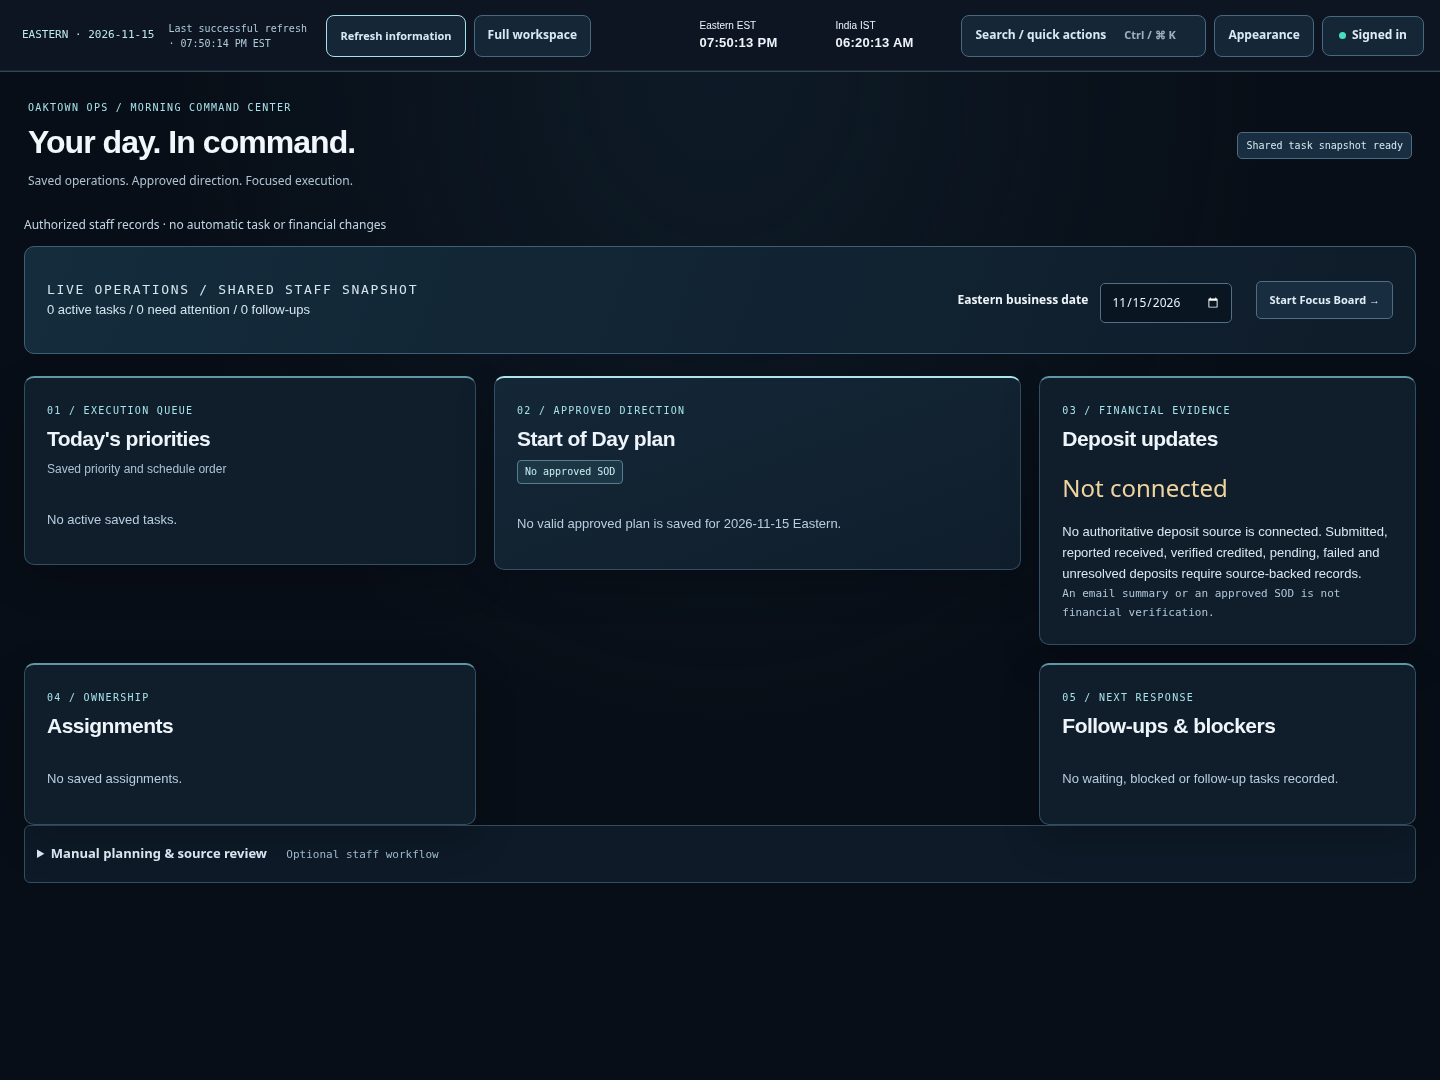 EASTERN · 2026-11-15
Last successful refresh
· 07:50:14 PM EST
Refresh information
Full workspace
Eastern EST
07:50:13 PM
India IST
06:20:13 AM
Search / quick actions Ctrl / ⌘ K
Appearance
Signed in
OAKTOWN OPS / MORNING COMMAND CENTER
Your day. In command.
Saved operations. Approved direction. Focused execution.
Shared task snapshot ready
Authorized staff records · no automatic task or financial changes
LIVE OPERATIONS / SHARED STAFF SNAPSHOT
0 active tasks / 0 need attention / 0 follow-ups
Eastern business date
11/15/2026
Start Focus Board →
01 / EXECUTION QUEUE
Today's priorities
Saved priority and schedule order
No active saved tasks.
02 / APPROVED DIRECTION
Start of Day plan
No approved SOD
No valid approved plan is saved for 2026-11-15 Eastern.
03 / FINANCIAL EVIDENCE
Deposit updates
Not connected
No authoritative deposit source is connected. Submitted,
reported received, verified credited, pending, failed and
unresolved deposits require source-backed records.
An email summary or an approved SOD is not
financial verification.
04 / OWNERSHIP
Assignments
No saved assignments.
05 / NEXT RESPONSE
Follow-ups & blockers
No waiting, blocked or follow-up tasks recorded.
Manual planning & source review Optional staff workflow